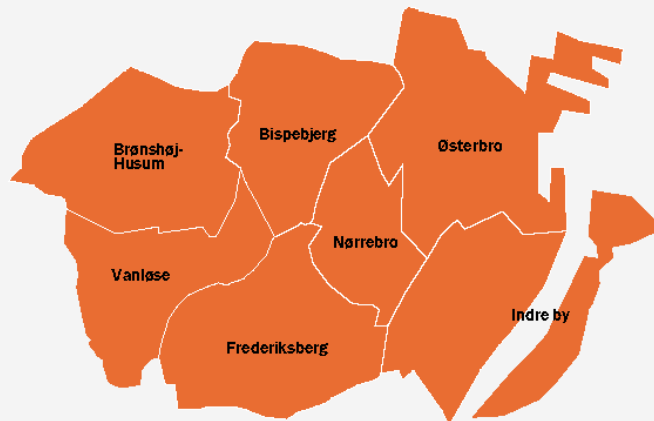 Bispebjerg
Østerbro
Brønshøj-
Husum
Nørrebro
Vanløse
Indre by
Frederiksberg